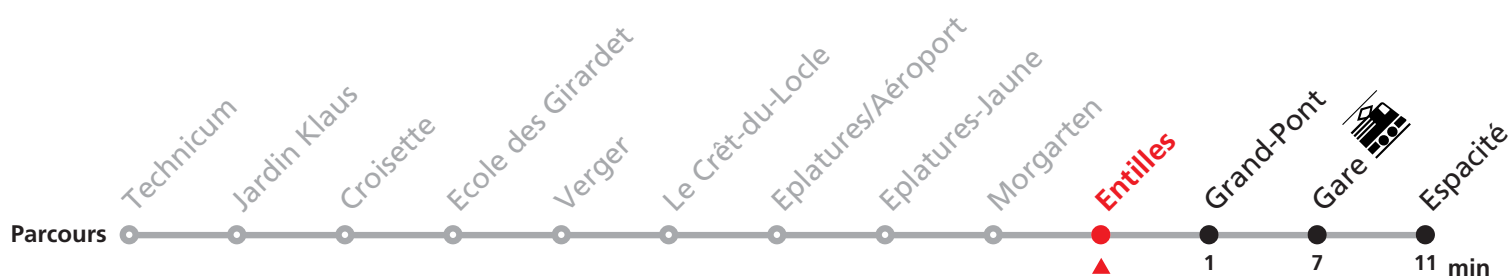 Technicum
Jardin Klaus
Croisette
Ecole des Girardet
Verger
Le Crêt-du-Locle
Eplatures/Aéroport
Eplatures-Jaune
Morgarten
Entilles
Grand-Pont
Gare
Espacité
Parcours
1 7 11 min